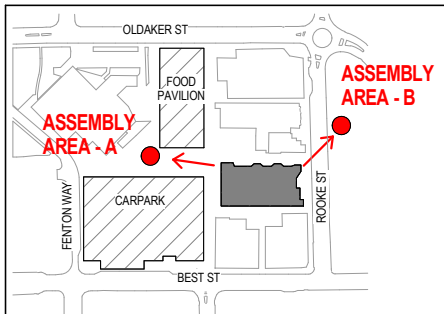 OLDAKER ST
FOOD
PAVILION
ASSEMBLY
AREA - B
ASSEMBLY
AREA - A
CARPARK
FENTON WAY
ROOKE ST
BEST ST